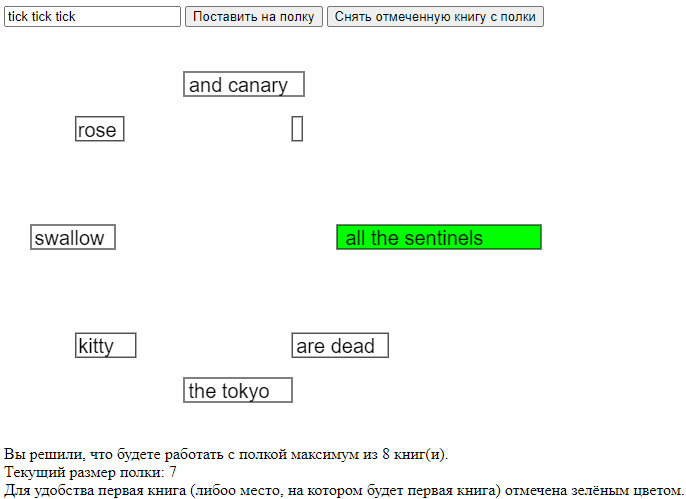 tick tick tick Поставить на полку Снять отмеченную книгу с полки
and canary
rose
swallow all the sentinels
kitty are dead
the tokyo
Вы решили, что будете работать с полкой максимум из 8 книг(и).
Текущий размер полки: 7
Для удобства первая книга (либоо место, на котором будет первая книга) отмечена зелёным цветом.